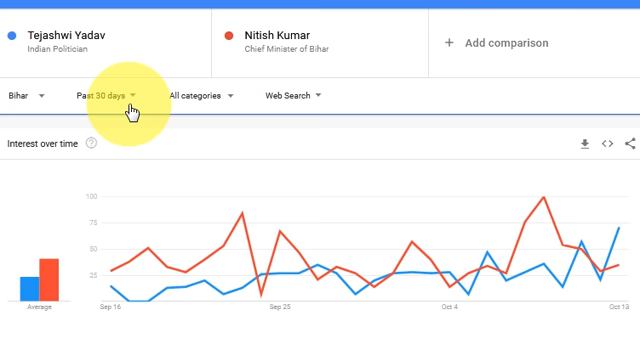 Tejashwi Yadav
Indian Politician
Nitish Kumar
Chief Minister of Bihar
+ Add comparison
Bihar
Past 30 days
All categories
Web Search
Interest over time
?
100
75
50
25
Average
Sep 16
Sep 25
Oct 4
Oct 13